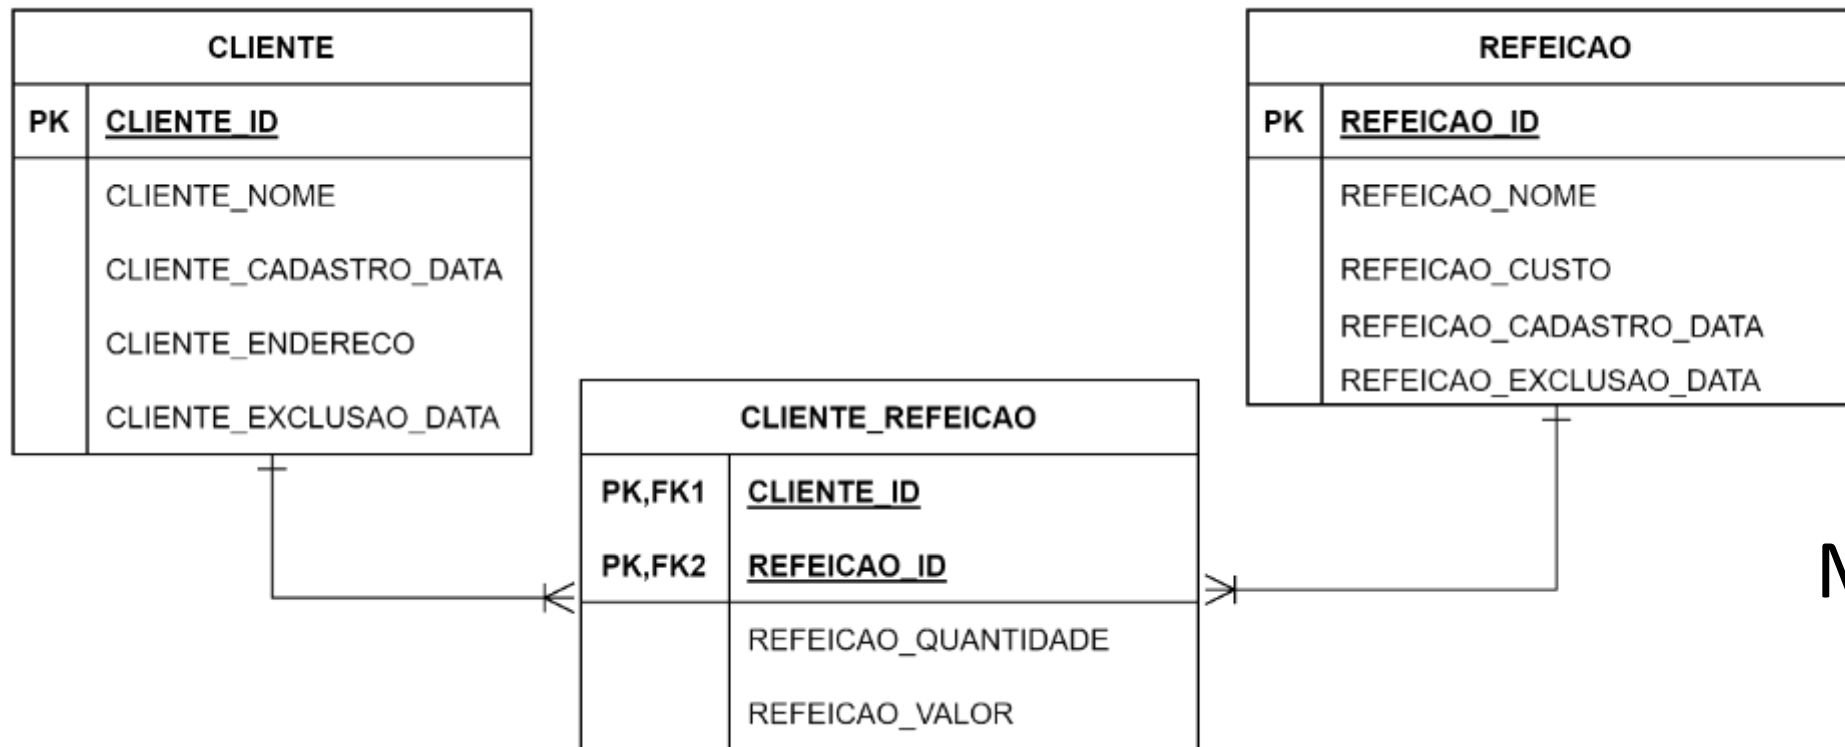 CLIENTE
PK CLIENTE_ID
CLIENTE_NOME
CLIENTE_CADASTRO_DATA
CLIENTE_ENDERECO
CLIENTE_EXCLUSAO_DATA
REFEICAO
PK REFEICAO_ID
REFEICAO_NOME
REFEICAO_CUSTO
REFEICAO_CADASTRO_DATA
REFEICAO_EXCLUSAO_DATA
CLIENTE_REFEICAO
PK,FK1 CLIENTE_ID
PK,FK2 REFEICAO_ID
REFEICAO_QUANTIDADE
REFEICAO_VALOR